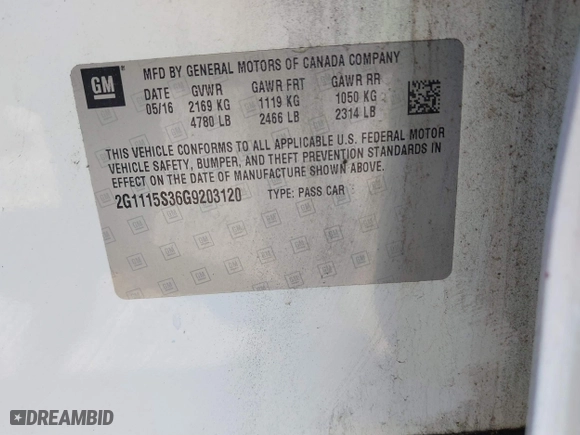 GM
MFD BY GENERAL MOTORS OF CANADA COMPANY
DATE GVWR GAWR FRT GAWR RR
05/16 2169 KG 1119 KG 1050 KG
4780 LB 2466 LB 2314 LB
THIS VEHICLE CONFORMS TO ALL APPLICABLE U.S. FEDERAL MOTOR
VEHICLE SAFETY, BUMPER, AND THEFT PREVENTION STANDARDS IN
EFFECT ON THE DATE OF MANUFACTURE SHOWN ABOVE.
2G1115S36G9203120 TYPE: PASS CAR
DREAMBID